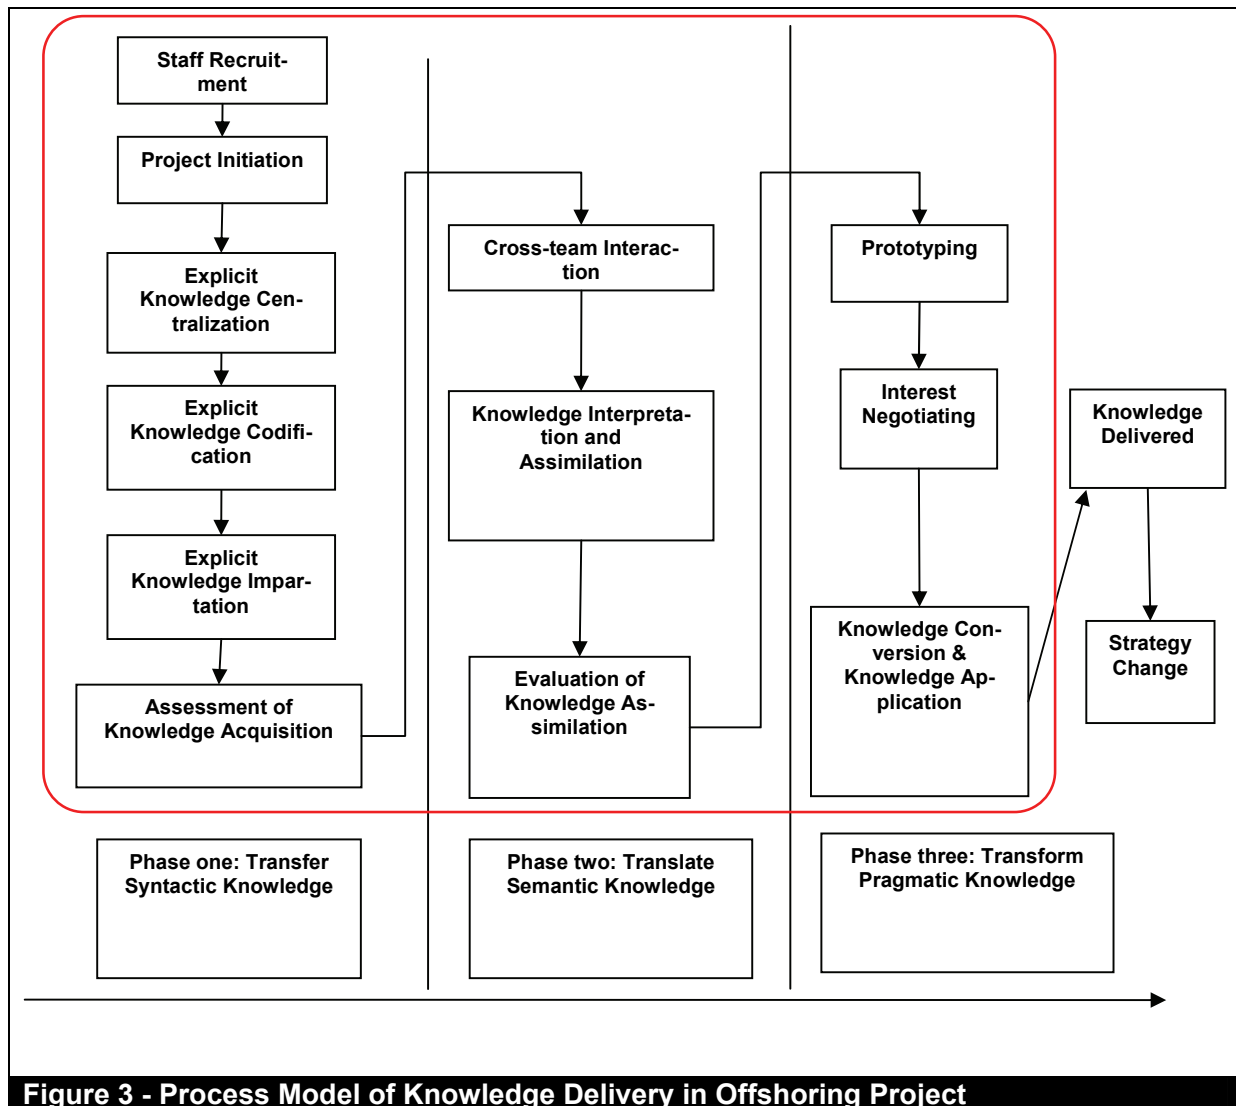 Staff Recruit-
ment
Project Initiation
Explicit
Knowledge Cen-
tralization
Explicit
Knowledge Codifi-
cation
Explicit
Knowledge Impar-
tation
Assessment of
Knowledge Acquisition
Cross-team Interac-
tion
Knowledge Interpreta-
tion and
Assimilation
Evaluation of
Knowledge As-
similation
Prototyping
Interest
Negotiating
Knowledge Con-
version &
Knowledge Ap-
plication
Knowledge
Delivered
Strategy
Change
Phase one: Transfer
Syntactic Knowledge
Phase two: Translate
Semantic Knowledge
Phase three: Transform
Pragmatic Knowledge
Figure 3 - Process Model of Knowledge Delivery in Offshoring Project